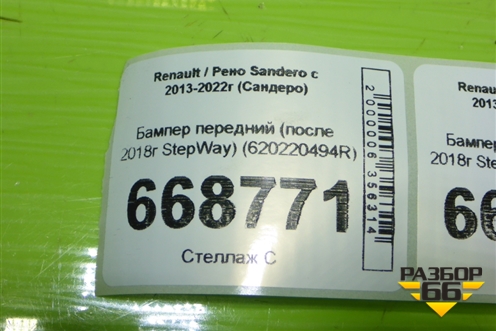 Renault / Рено Sandero с
2013-2022г (Сандеро)
Бампер передний (после
2018г StepWay) (620220494R)
668771
Стеллаж С
2000006356314
Renau
2013
Бампер
2018г S
66
РАЗБОР
66